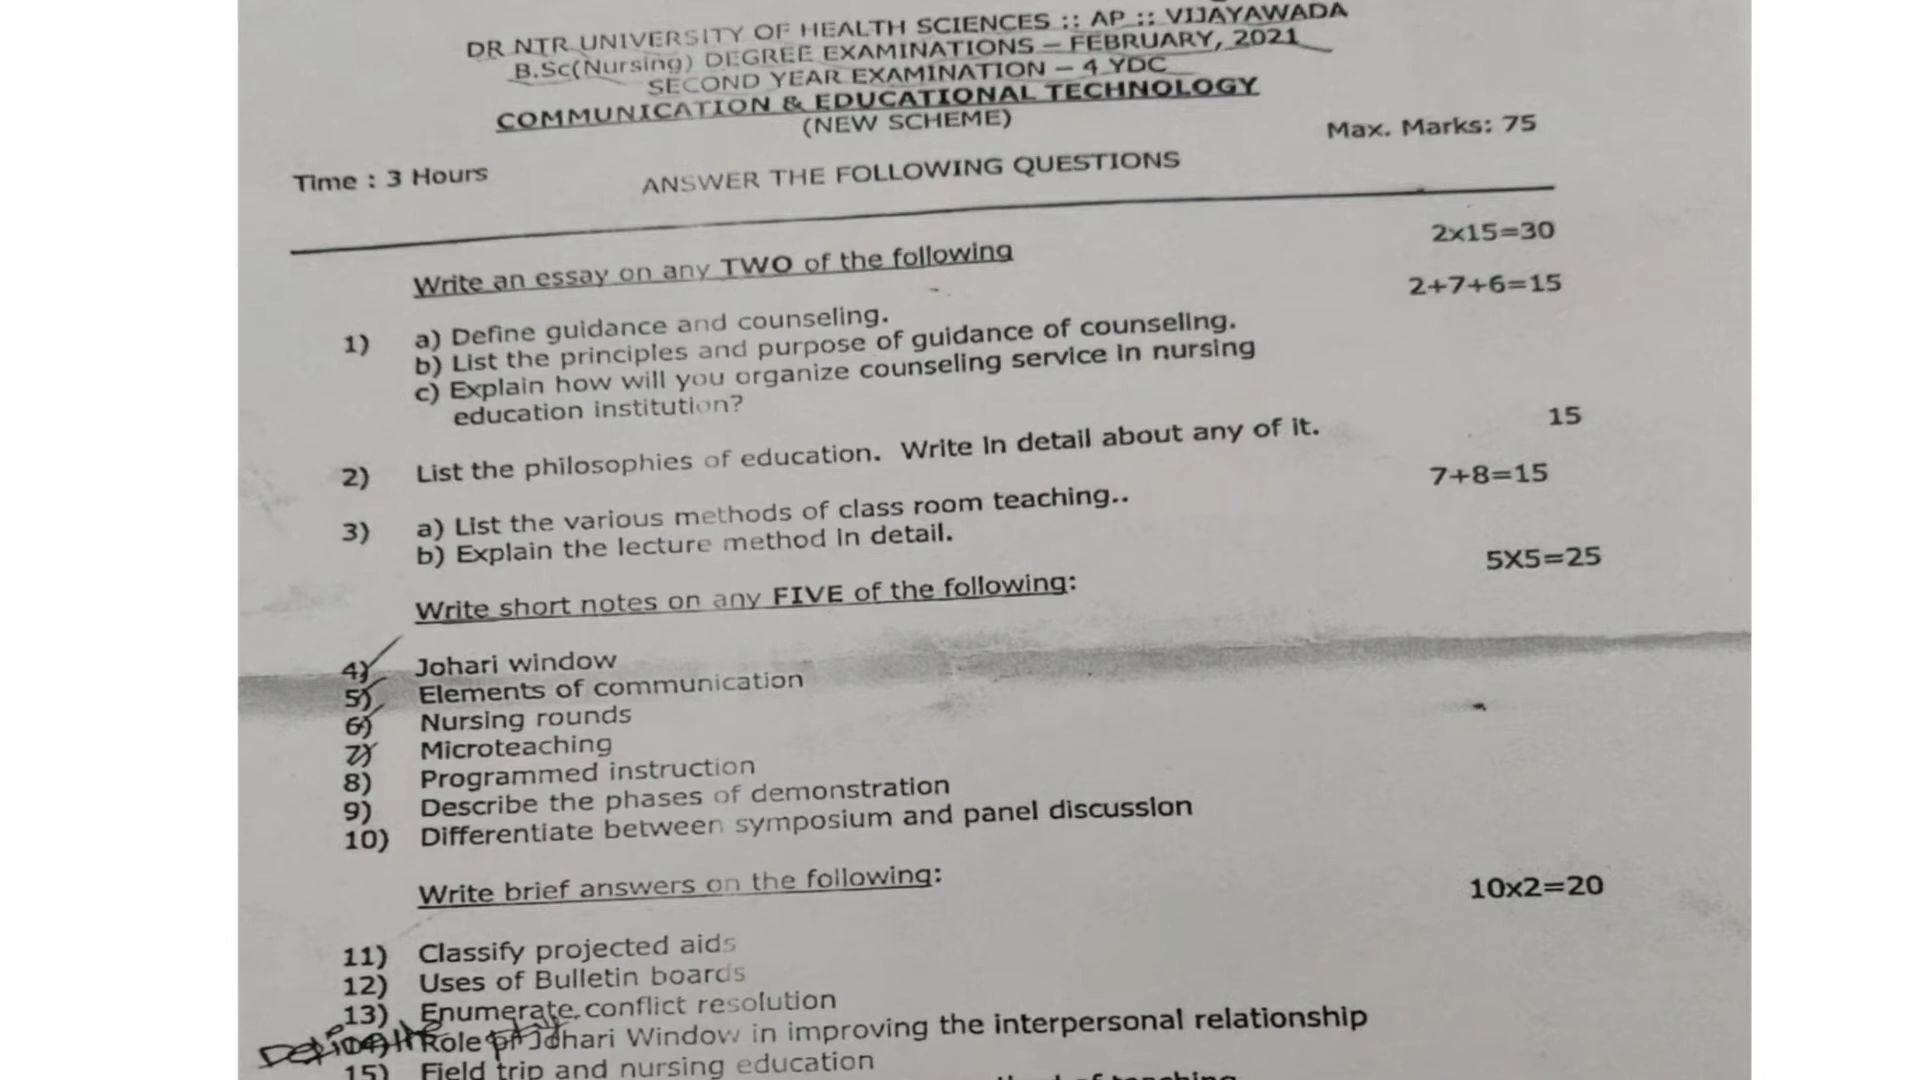 DR NTR UNIVERSITY OF HEALTH SCIENCES :: AP :: VIJAYAWADA
B.Sc(Nursing) DEGREE EXAMINATIONS – FEBRUARY, 2021
SECOND YEAR EXAMINATION – 4 YDC
COMMUNICATION & EDUCATIONAL TECHNOLOGY
(NEW SCHEME)
Time : 3 Hours Max. Marks: 75
ANSWER THE FOLLOWING QUESTIONS
Write an essay on any TWO of the following 2x15=30
1) a) Define guidance and counseling. 2+7+6=15
b) List the principles and purpose of guidance of counseling.
c) Explain how will you organize counseling service in nursing
education institution?
2) List the philosophies of education. Write in detail about any of it. 15
3) a) List the various methods of class room teaching.. 7+8=15
b) Explain the lecture method in detail.
Write short notes on any FIVE of the following: 5X5=25
4) Johari window
5) Elements of communication
6) Nursing rounds
7) Microteaching
8) Programmed instruction
9) Describe the phases of demonstration
10) Differentiate between symposium and panel discussion
Write brief answers on the following: 10x2=20
11) Classify projected aids
12) Uses of Bulletin boards
13) Enumerate conflict resolution
14) Role of Johari Window in improving the interpersonal relationship
15) Field trip and nursing education
of teaching